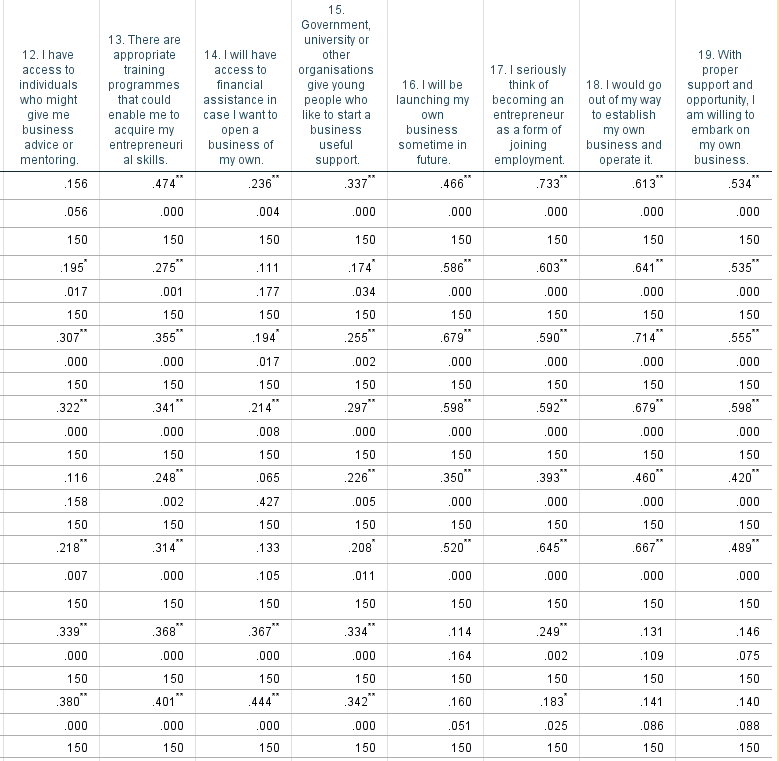 12. I have access to individuals who might give me business advice or mentoring.
13. There are appropriate training programmes that could enable me to acquire my entrepreneuri al skills.
14. I will have access to financial assistance in case I want to open a business of my own.
15. Government, university or other organisations give young people who like to start a business useful support.
16. I will be launching my own business sometime in future.
17. I seriously think of becoming an entrepreneur as a form of joining employment.
18. I would go out of my way to establish my own business and operate it.
19. With proper support and opportunity, I am willing to embark on my own business.
.156 .474** .236** .337** .466** .733** .613** .534**
.056 .000 .004 .000 .000 .000 .000 .000
150 150 150 150 150 150 150 150
.195* .275** .111 .174* .586** .603** .641** .535**
.017 .001 .177 .034 .000 .000 .000 .000
150 150 150 150 150 150 150 150
.307** .355** .194* .255** .679** .590** .714** .555**
.000 .000 .017 .002 .000 .000 .000 .000
150 150 150 150 150 150 150 150
.322** .341** .214** .297** .598** .592** .679** .598**
.000 .000 .008 .000 .000 .000 .000 .000
150 150 150 150 150 150 150 150
.116 .248** .065 .226** .350** .393** .460** .420**
.158 .002 .427 .005 .000 .000 .000 .000
150 150 150 150 150 150 150 150
.218** .314** .133 .208* .520** .645** .667** .489**
.007 .000 .105 .011 .000 .000 .000 .000
150 150 150 150 150 150 150 150
.339** .368** .367** .334** .114 .249** .131 .146
.000 .000 .000 .000 .164 .002 .109 .075
150 150 150 150 150 150 150 150
.380** .401** .444** .342** .160 .183* .141 .140
.000 .000 .000 .000 .051 .025 .086 .088
150 150 150 150 150 150 150 150